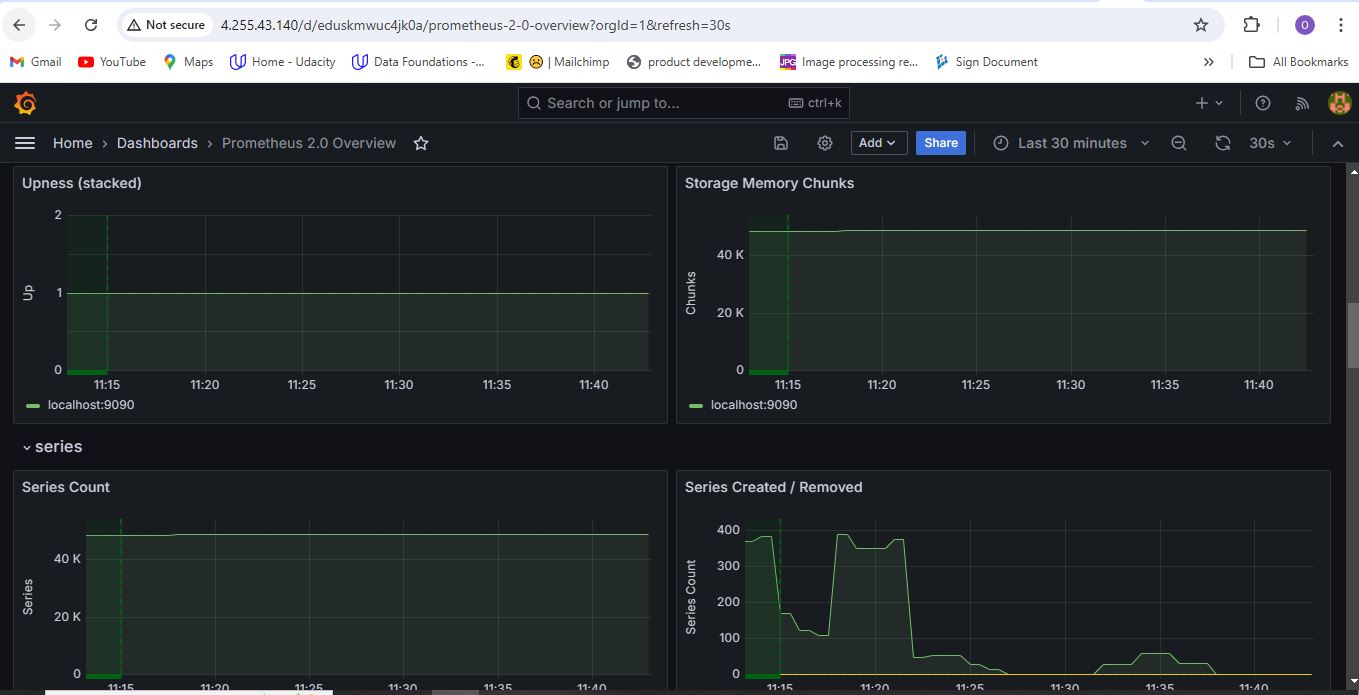 Not secure
4.255.43.140/d/eduskmwuc4jk0a/prometheus-2-0-overview?orgId=1&refresh=30s
O
Gmail
YouTube
Maps
Home - Udacity
Data Foundations -...
| Mailchimp
product developme...
JPG
Image processing re...
Sign Document
»
All Bookmarks
Search or jump to...
ctrl+k
Home › Dashboards › Prometheus 2.0 Overview
Add
Share
Last 30 minutes
30s
Upness (stacked)
2
1
0
Up
11:15 11:20 11:25 11:30 11:35 11:40
localhost:9090
Storage Memory Chunks
40 K
20 K
0
Chunks
11:15 11:20 11:25 11:30 11:35 11:40
localhost:9090
series
Series Count
40 K
20 K
0
Series
11:15 11:20 11:25 11:30 11:35 11:40
Series Created / Removed
400
300
200
100
0
Series Count
11:15 11:20 11:25 11:30 11:35 11:40